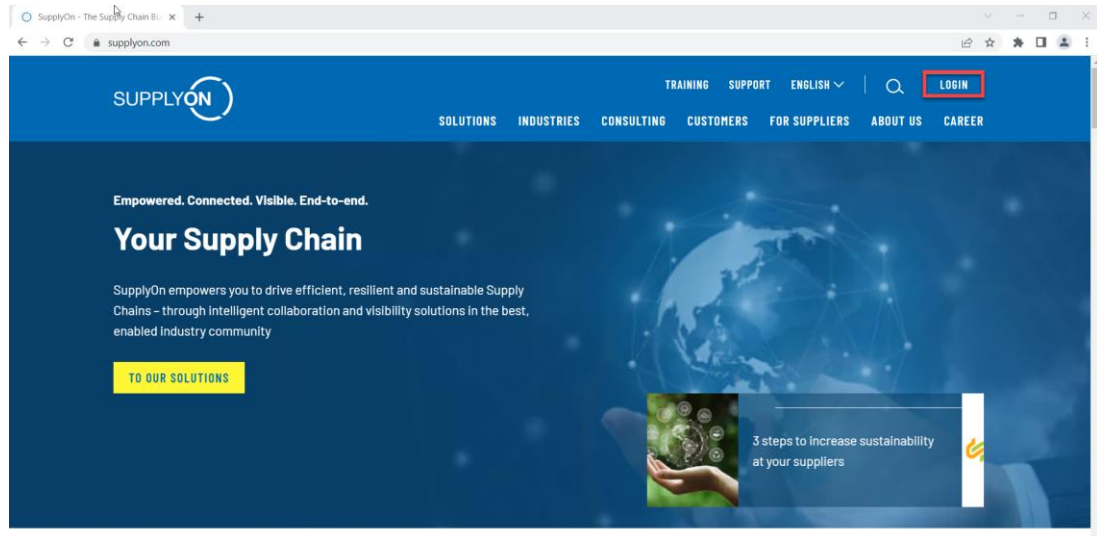 SupplyOn - The Supply Chain Bu
supplyon.com
SUPPLYON
TRAINING SUPPORT ENGLISH LOGIN
SOLUTIONS INDUSTRIES CONSULTING CUSTOMERS FOR SUPPLIERS ABOUT US CAREER
Empowered. Connected. Visible. End-to-end.
Your Supply Chain
SupplyOn empowers you to drive efficient, resilient and sustainable Supply
Chains – through intelligent collaboration and visibility solutions in the best,
enabled industry community
TO OUR SOLUTIONS
3 steps to increase sustainability
at your suppliers